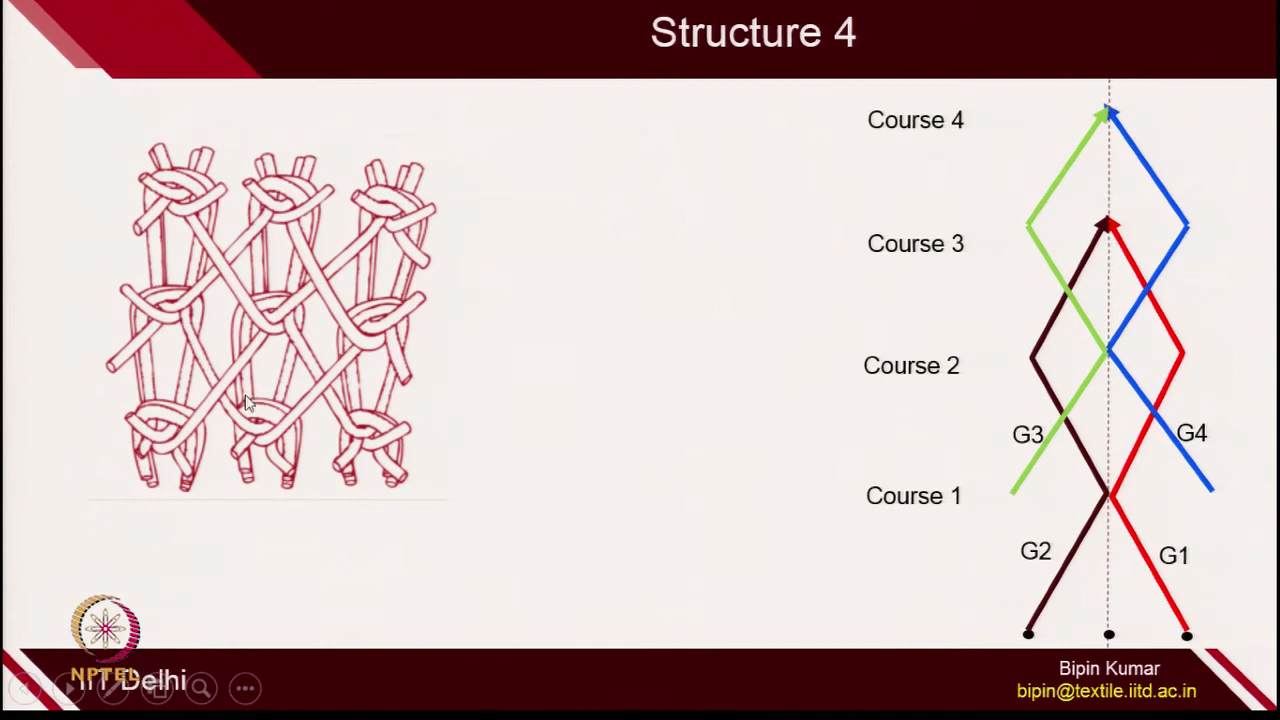 Structure 4
Course 4
Course 3
Course 2
G3
G4
Course 1
G2
G1
NPTEL
IIT Delhi
Bipin Kumar
bipin@textile.iitd.ac.in